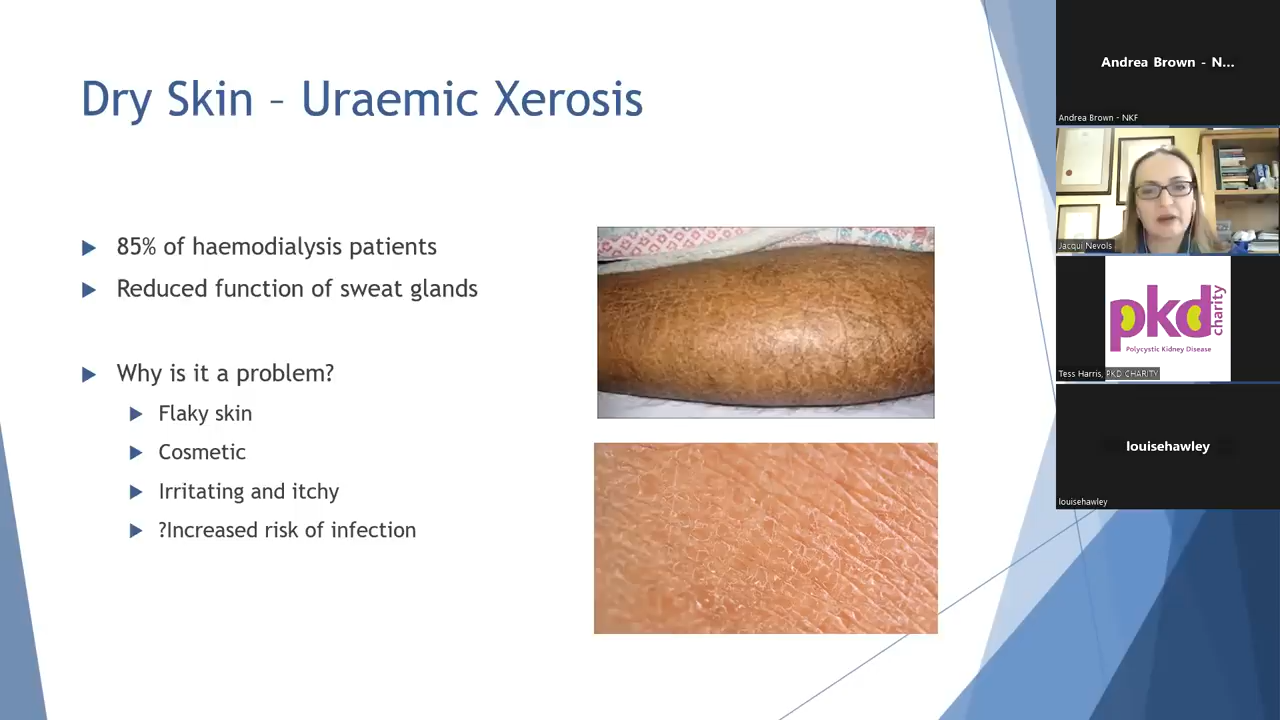 Dry Skin – Uraemic Xerosis
85% of haemodialysis patients
Reduced function of sweat glands
Why is it a problem?
Flaky skin
Cosmetic
Irritating and itchy
?Increased risk of infection
Andrea Brown - N...
Andrea Brown - NKF
Jacqui Nevols
pkd
charity
Polycystic Kidney Disease
Tess Harris, PKD CHARITY
louisehawley
louisehawley